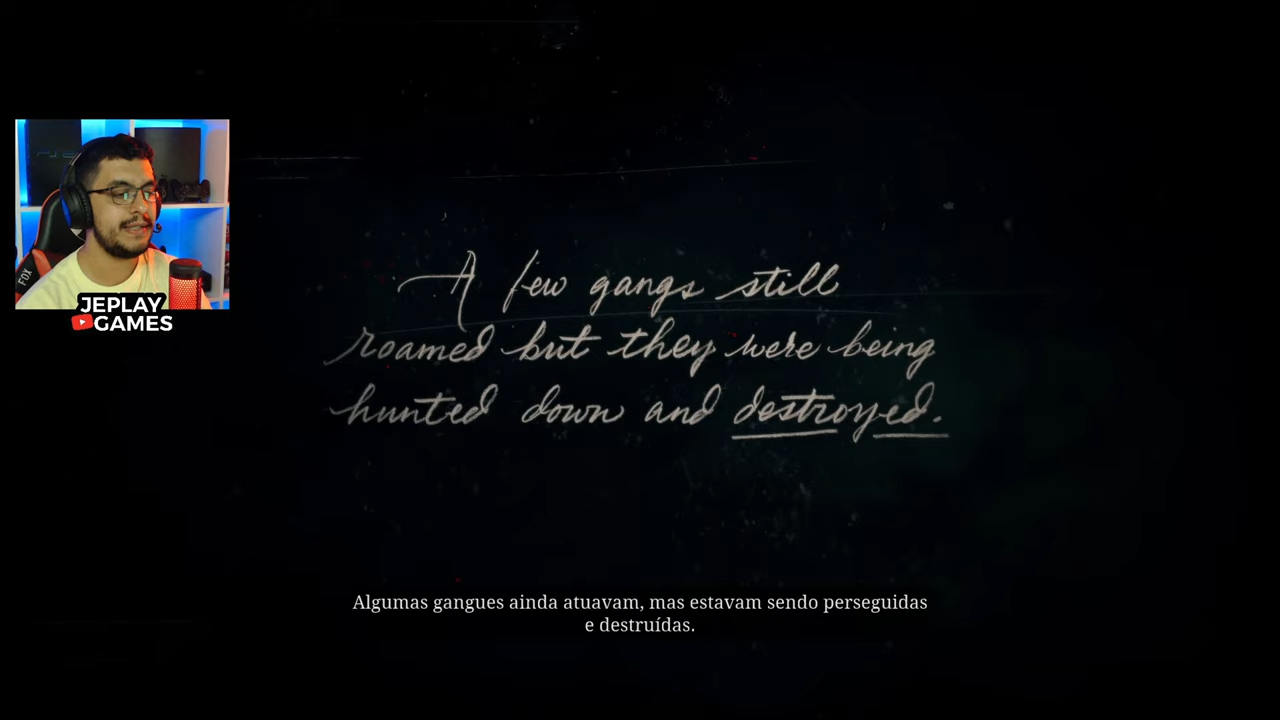 FOX
JEPLAY
GAMES
A few gangs still
roamed but they were being
hunted down and destroyed.
Algumas gangues ainda atuavam, mas estavam sendo perseguidas
e destruídas.